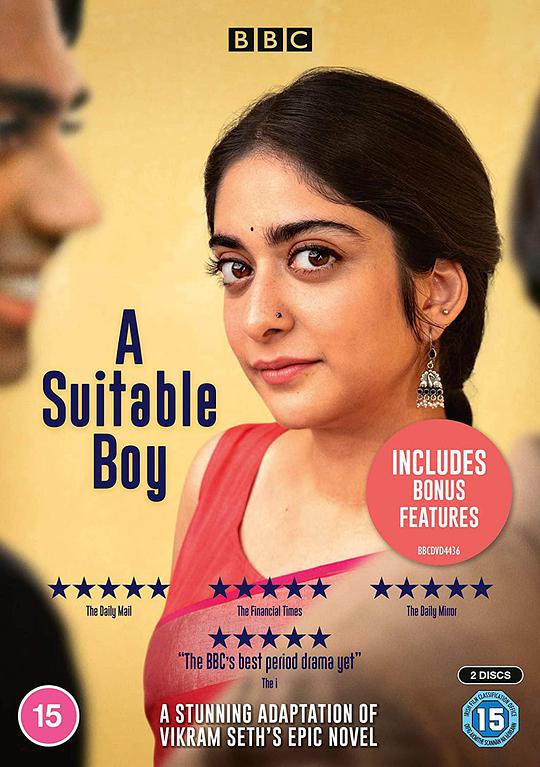 BBC
A
Suitable
Boy
INCLUDES
BONUS
FEATURES
BBCDVD4436
The Daily Mail
The Financial Times
The Daily Mirror
"The BBC's best period drama yet"
The i
2 DISCS
15
A STUNNING ADAPTATION OF
VIKRAM SETH'S EPIC NOVEL
15